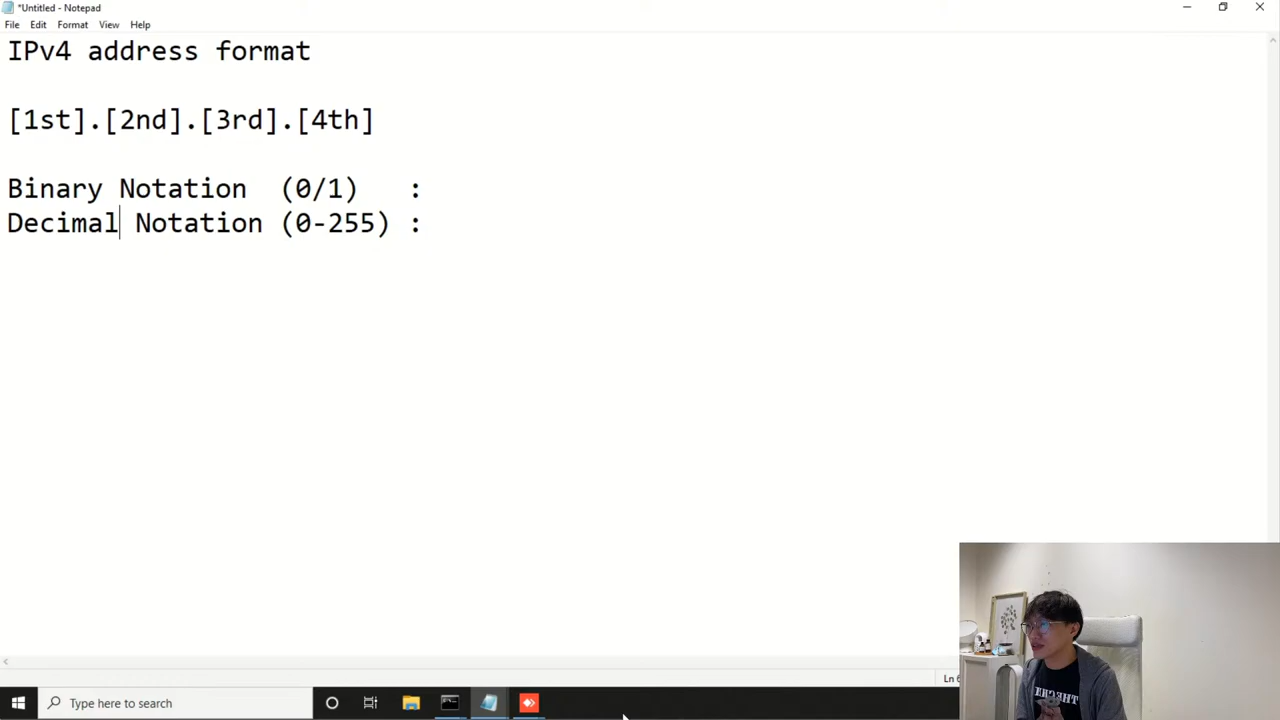 *Untitled - Notepad
File Edit Format View Help
IPv4 address format
[1st].[2nd].[3rd].[4th]
Binary Notation  (0/1)   :
Decimal Notation (0-255) :
Ln
Type here to search